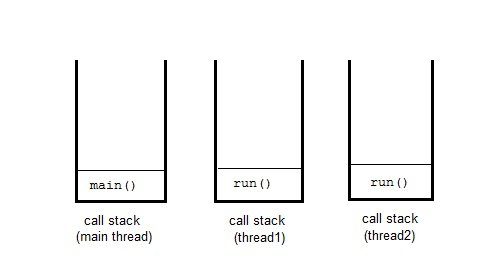 main()
run()
run()
call stack
(main thread)
call stack
(thread1)
call stack
(thread2)